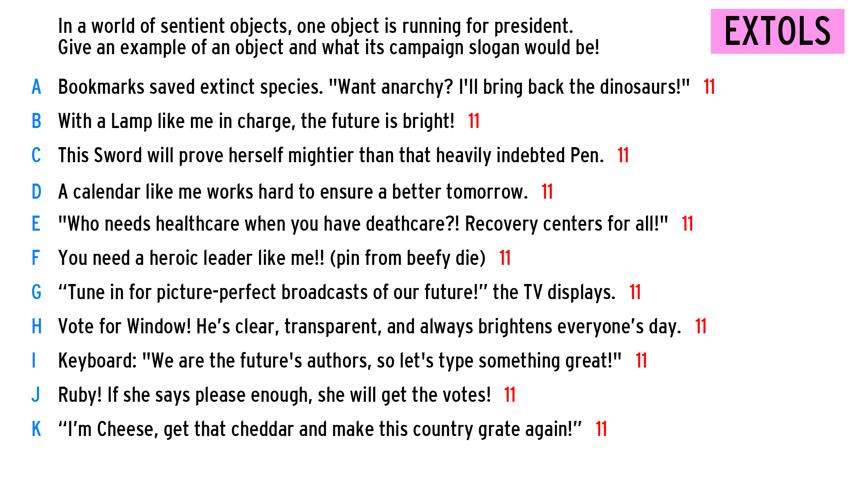 In a world of sentient objects, one object is running for president.
Give an example of an object and what its campaign slogan would be!
EXTOLS
A Bookmarks saved extinct species. "Want anarchy? I'll bring back the dinosaurs!" 11
B With a Lamp like me in charge, the future is bright! 11
C This Sword will prove herself mightier than that heavily indebted Pen. 11
D A calendar like me works hard to ensure a better tomorrow. 11
E "Who needs healthcare when you have deathcare?! Recovery centers for all!" 11
F You need a heroic leader like me!! (pin from beefy die) 11
G “Tune in for picture-perfect broadcasts of our future!” the TV displays. 11
H Vote for Window! He’s clear, transparent, and always brightens everyone’s day. 11
I Keyboard: "We are the future's authors, so let's type something great!" 11
J Ruby! If she says please enough, she will get the votes! 11
K “I’m Cheese, get that cheddar and make this country grate again!” 11